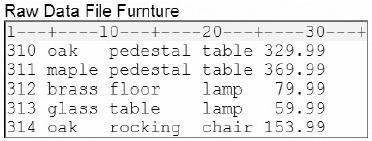 Raw Data File Furnture
1---+----10---+----20---+----30---+
310 oak   pedestal table 329.99
311 maple pedestal table 369.99
312 brass floor    lamp   79.99
313 glass table    lamp   59.99
314 oak   rocking  chair 153.99